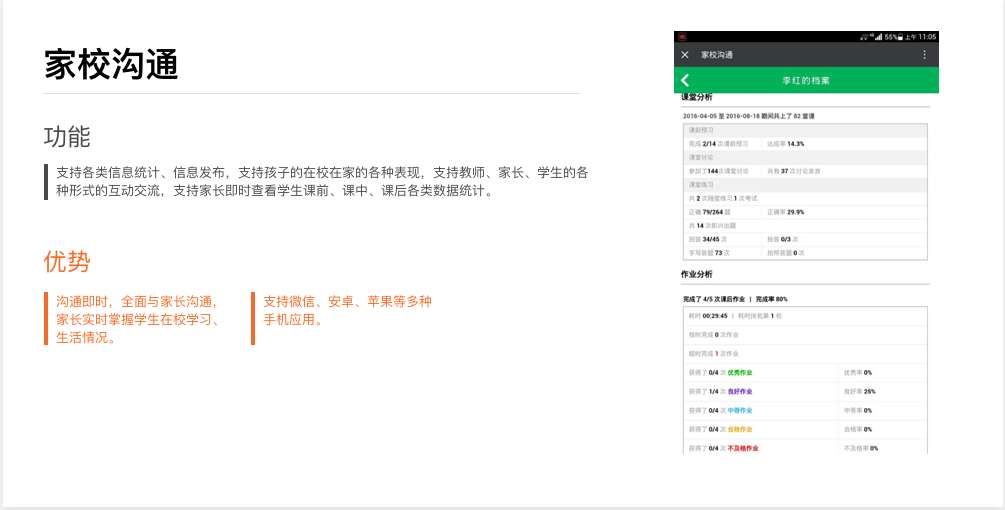 家校沟通
功能
支持各类信息统计、信息发布，支持孩子的在校在家的各种表现，支持教师、家长、学生的各
种形式的互动交流，支持家长即时查看学生课前、课中、课后各类数据统计。
优势
沟通即时，全面与家长沟通，
家长实时掌握学生在校学习、
生活情况。
支持微信、安卓、苹果等多种
手机应用。
55% 上午 11:05
家校沟通
李红的档案
课堂分析
2016-04-05 至 2016-08-18 期间共上了 82 堂课
课前预习
完成 2/14 次课前预习 达成率 14.3%
课堂讨论
参加了144次课堂讨论 共有 37 次讨论发言
课堂练习
共 2 次随堂练习,1 次考试
正确 79/264 题 正确率 29.9%
共 14 次即兴出题
回答 34/45 次 抢答 0/3 次
手写答题 73 次 拍照答题 0 次
作业分析
完成了 4/5 次课后作业 | 完成率 80%
耗时 00:29:45 | 耗时排名第 1 名
按时完成 0 次作业
超时完成 1 次作业
获得了 0/4 次 优秀作业 优秀率 0%
获得了 1/4 次 良好作业 良好率 25%
获得了 0/4 次 中等作业 中等率 0%
获得了 0/4 次 合格作业 合格率 0%
获得了 0/4 次 不及格作业 不及格率 0%